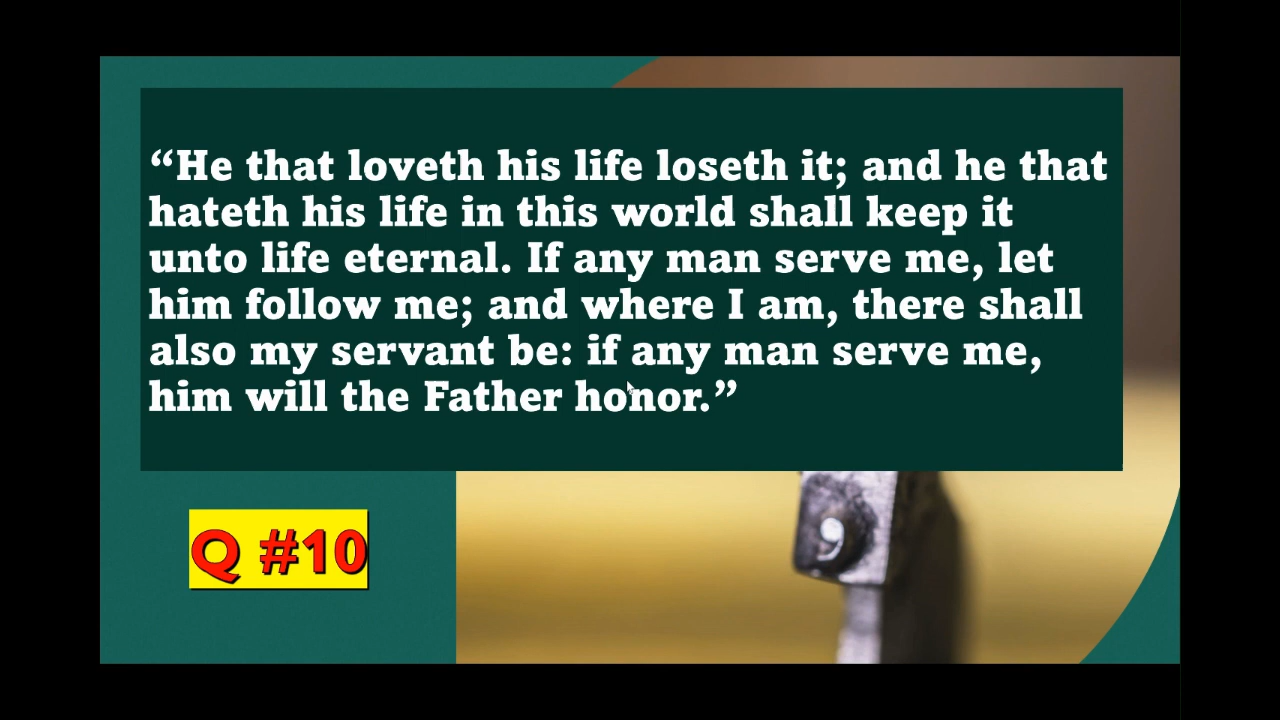 “He that loveth his life loseth it; and he that
hateth his life in this world shall keep it
unto life eternal. If any man serve me, let
him follow me; and where I am, there shall
also my servant be: if any man serve me,
him will the Father honor.”
Q #10